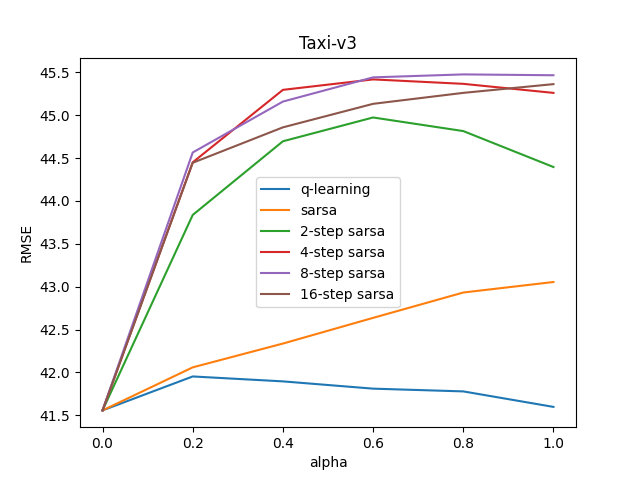 Taxi-v3
45.5
45.0
44.5
44.0
43.5
43.0
42.5
42.0
41.5
RMSE
q-learning
sarsa
2-step sarsa
4-step sarsa
8-step sarsa
16-step sarsa
0.0 0.2 0.4 0.6 0.8 1.0
alpha